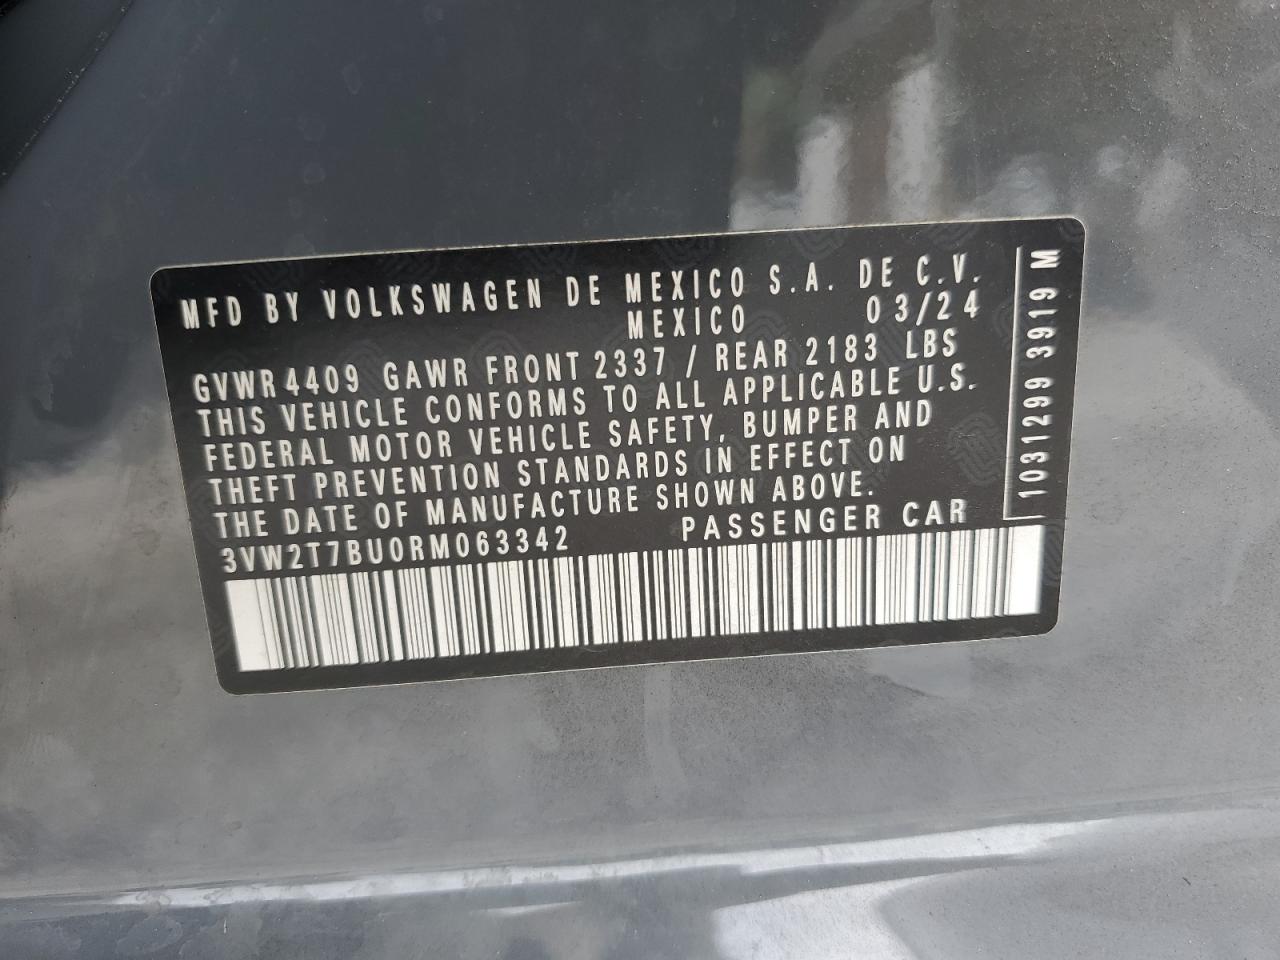 MFD BY VOLKSWAGEN DE MEXICO S.A. DE C.V.
MEXICO 03/24
GVWR 4409 GAWR FRONT 2337 / REAR 2183 LBS
THIS VEHICLE CONFORMS TO ALL APPLICABLE U.S.
FEDERAL MOTOR VEHICLE SAFETY, BUMPER AND
THEFT PREVENTION STANDARDS IN EFFECT ON
THE DATE OF MANUFACTURE SHOWN ABOVE.
3VW2T7BU0RM063342 PASSENGER CAR
1031299 3919 M